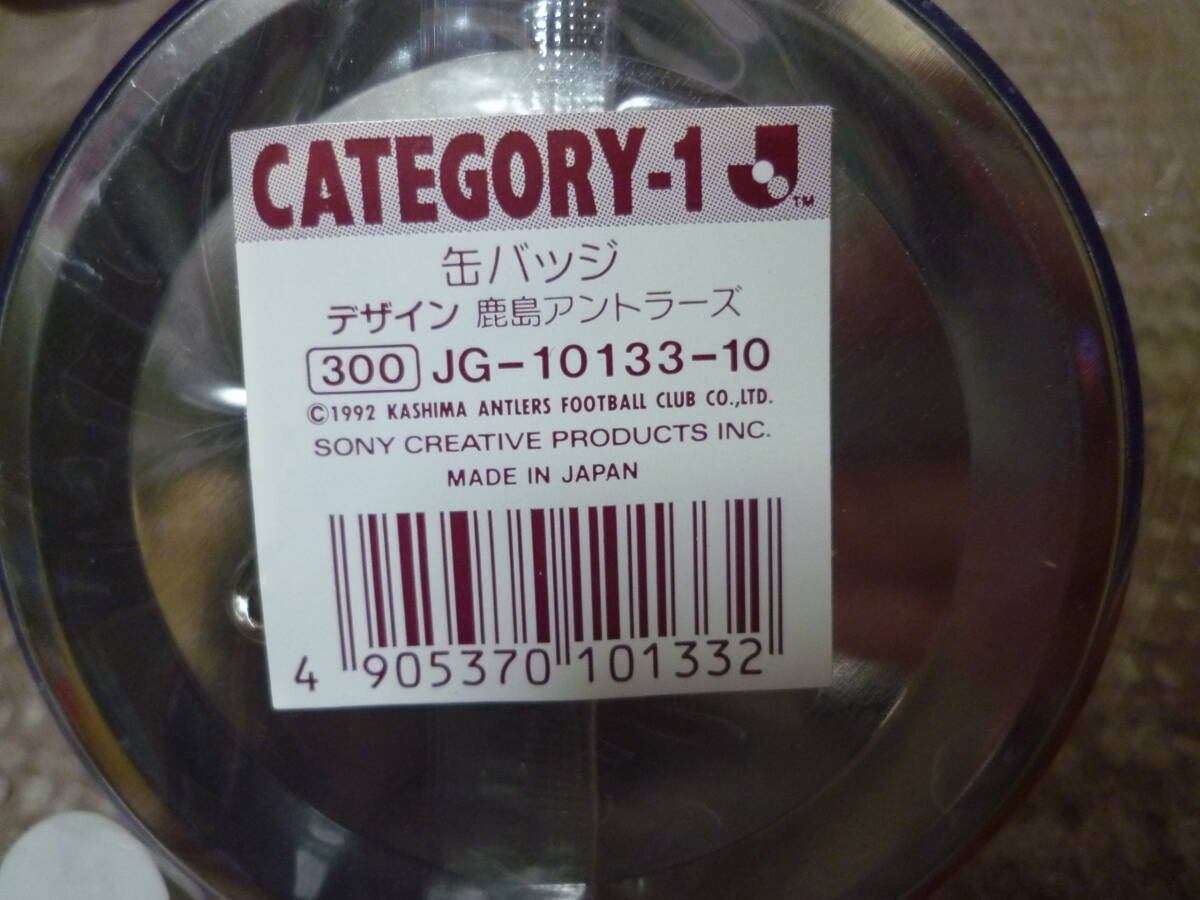 CATEGORY-1 J TM
缶バッジ
デザイン 鹿島アントラーズ
300 JG-10133-10
©1992 KASHIMA ANTLERS FOOTBALL CLUB CO.,LTD.
SONY CREATIVE PRODUCTS INC.
MADE IN JAPAN
4 905370 101332